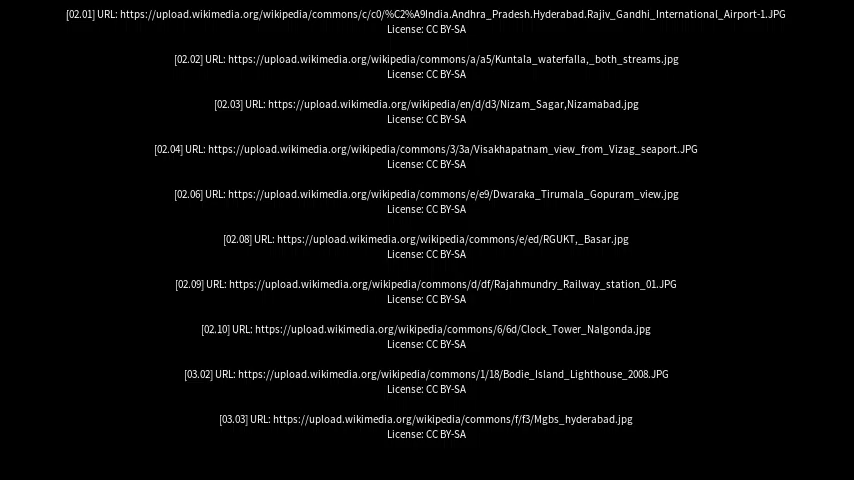 [02.01] URL: https://upload.wikimedia.org/wikipedia/commons/c/c0/%C2%A9India.Andhra_Pradesh.Hyderabad.Rajiv_Gandhi_International_Airport-1.JPG
License: CC BY-SA
[02.02] URL: https://upload.wikimedia.org/wikipedia/commons/a/a5/Kuntala_waterfalla,_both_streams.jpg
License: CC BY-SA
[02.03] URL: https://upload.wikimedia.org/wikipedia/en/d/d3/Nizam_Sagar,Nizamabad.jpg
License: CC BY-SA
[02.04] URL: https://upload.wikimedia.org/wikipedia/commons/3/3a/Visakhapatnam_view_from_Vizag_seaport.JPG
License: CC BY-SA
[02.06] URL: https://upload.wikimedia.org/wikipedia/commons/e/e9/Dwaraka_Tirumala_Gopuram_view.jpg
License: CC BY-SA
[02.08] URL: https://upload.wikimedia.org/wikipedia/commons/e/ed/RGUKT,_Basar.jpg
License: CC BY-SA
[02.09] URL: https://upload.wikimedia.org/wikipedia/commons/d/df/Rajahmundry_Railway_station_01.JPG
License: CC BY-SA
[02.10] URL: https://upload.wikimedia.org/wikipedia/commons/6/6d/Clock_Tower_Nalgonda.jpg
License: CC BY-SA
[03.02] URL: https://upload.wikimedia.org/wikipedia/commons/1/18/Bodie_Island_Lighthouse_2008.JPG
License: CC BY-SA
[03.03] URL: https://upload.wikimedia.org/wikipedia/commons/f/f3/Mgbs_hyderabad.jpg
License: CC BY-SA